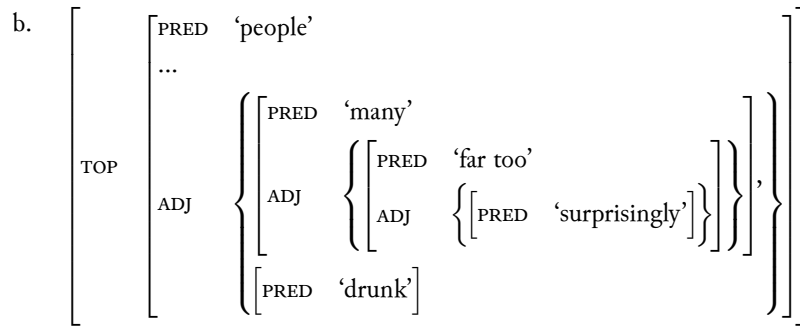 b.
PRED ‘people’
...
PRED ‘many’
PRED ‘far too’
TOP
ADJ
ADJ
ADJ { [PRED ‘surprisingly’] }
,
[PRED ‘drunk’]